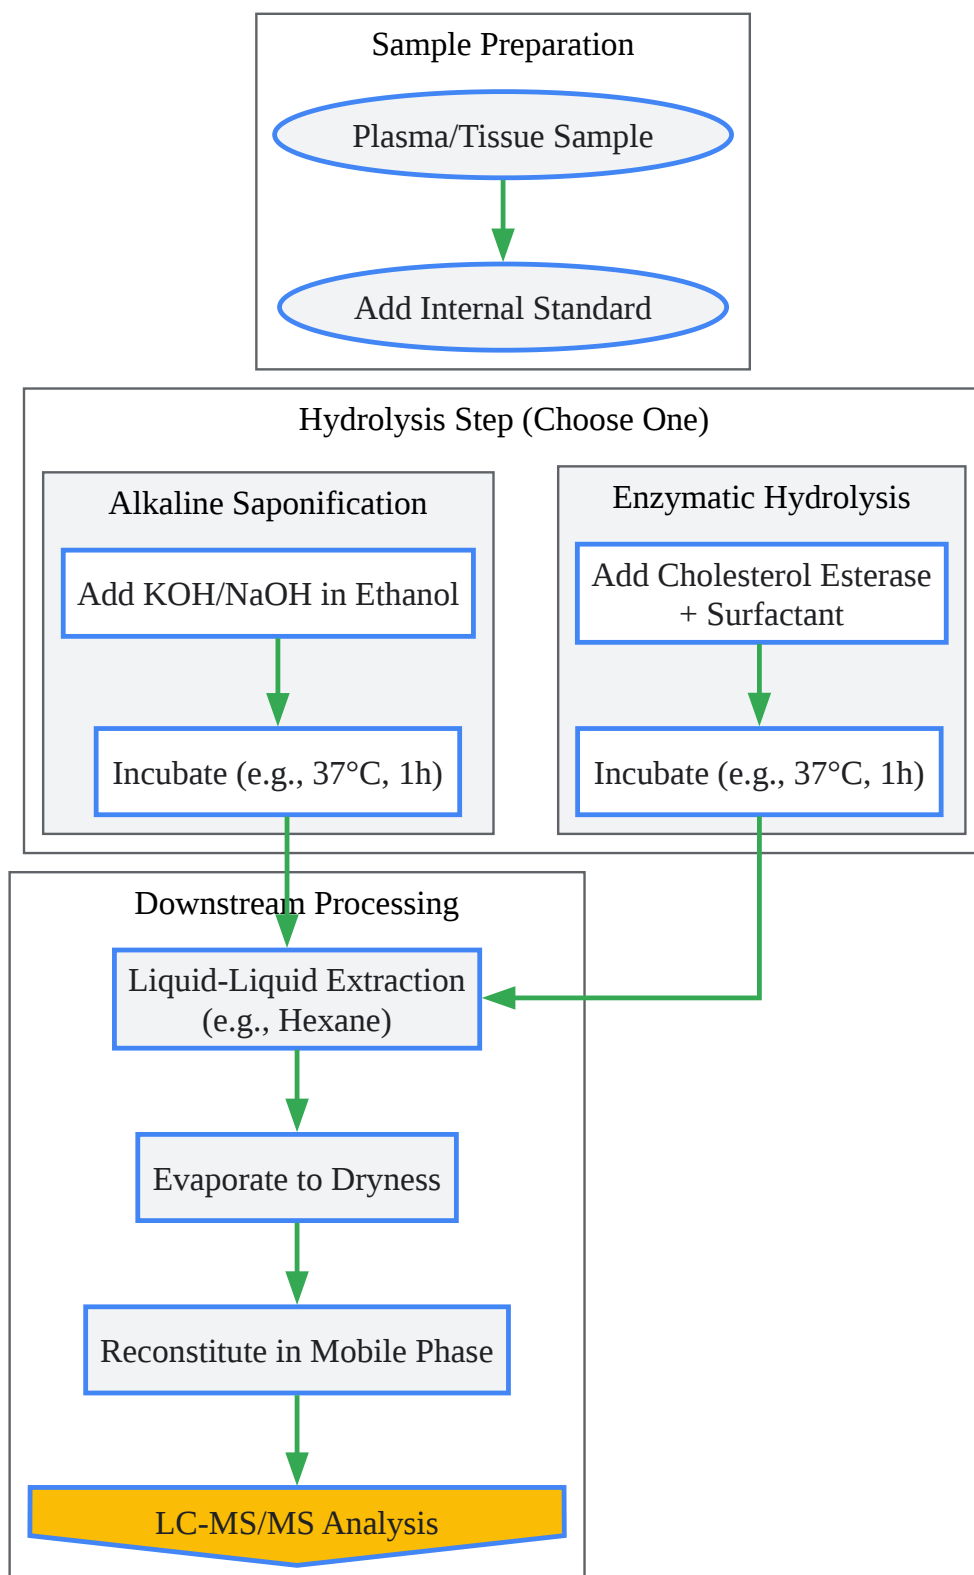 Sample Preparation
Plasma/Tissue Sample
Add Internal Standard
Hydrolysis Step (Choose One)
Alkaline Saponification
Add KOH/NaOH in Ethanol
Incubate (e.g., 37°C, 1h)
Enzymatic Hydrolysis
Add Cholesterol Esterase
+ Surfactant
Incubate (e.g., 37°C, 1h)
Downstream Processing
Liquid-Liquid Extraction
(e.g., Hexane)
Evaporate to Dryness
Reconstitute in Mobile Phase
LC-MS/MS Analysis